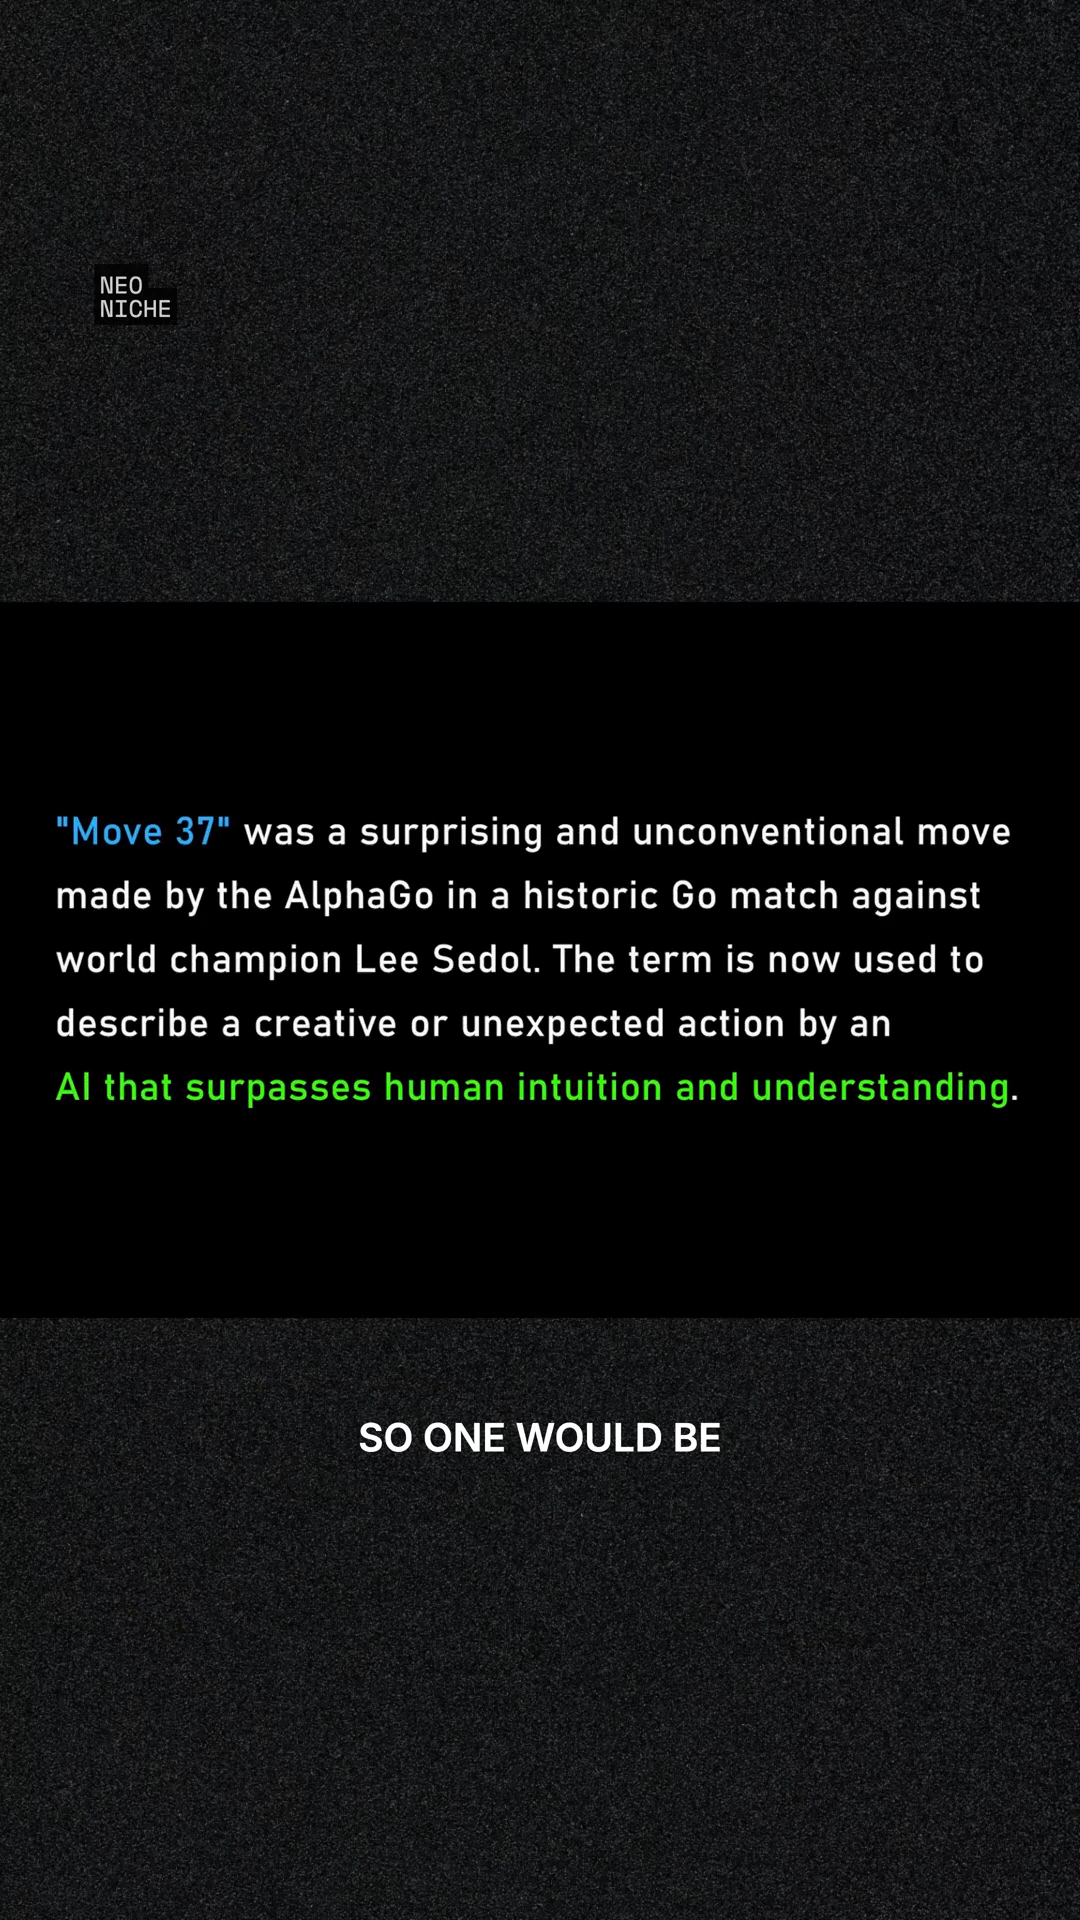 NEO
NICHE
"Move 37" was a surprising and unconventional move
made by the AlphaGo in a historic Go match against
world champion Lee Sedol. The term is now used to
describe a creative or unexpected action by an
AI that surpasses human intuition and understanding.
SO ONE WOULD BE